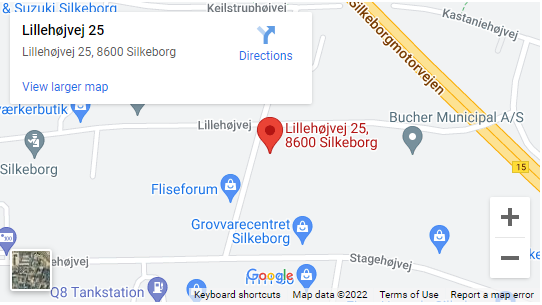 & Suzuki Silkeborg
Keilstruphøjvej
Kastaniehøjvej
Silkeborgmotorvejen
Lillehøjvej 25
Lillehøjvej 25, 8600 Silkeborg
Directions
View larger map
værkerbutik
Lillehøjvej
Lillehøjvej 25,
8600 Silkeborg
Bucher Municipal A/S
Silkeborg
15
Fliseforum
Grovvarecentret
Silkeborg
Stagehøjvej
Google
Q8 Tankstation
Keyboard shortcuts
Map data ©2022
Terms of Use
Report a map error